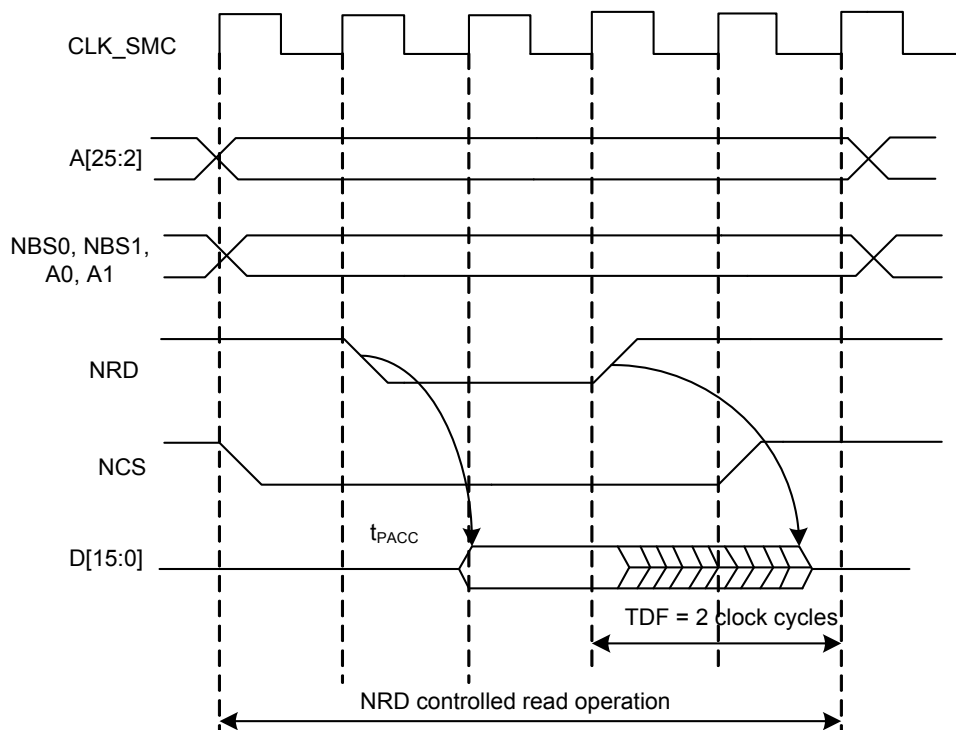 CLK_SMC
A[25:2]
NBS0, NBS1,
A0, A1
NRD
NCS
tPACC
D[15:0]
TDF = 2 clock cycles
NRD controlled read operation